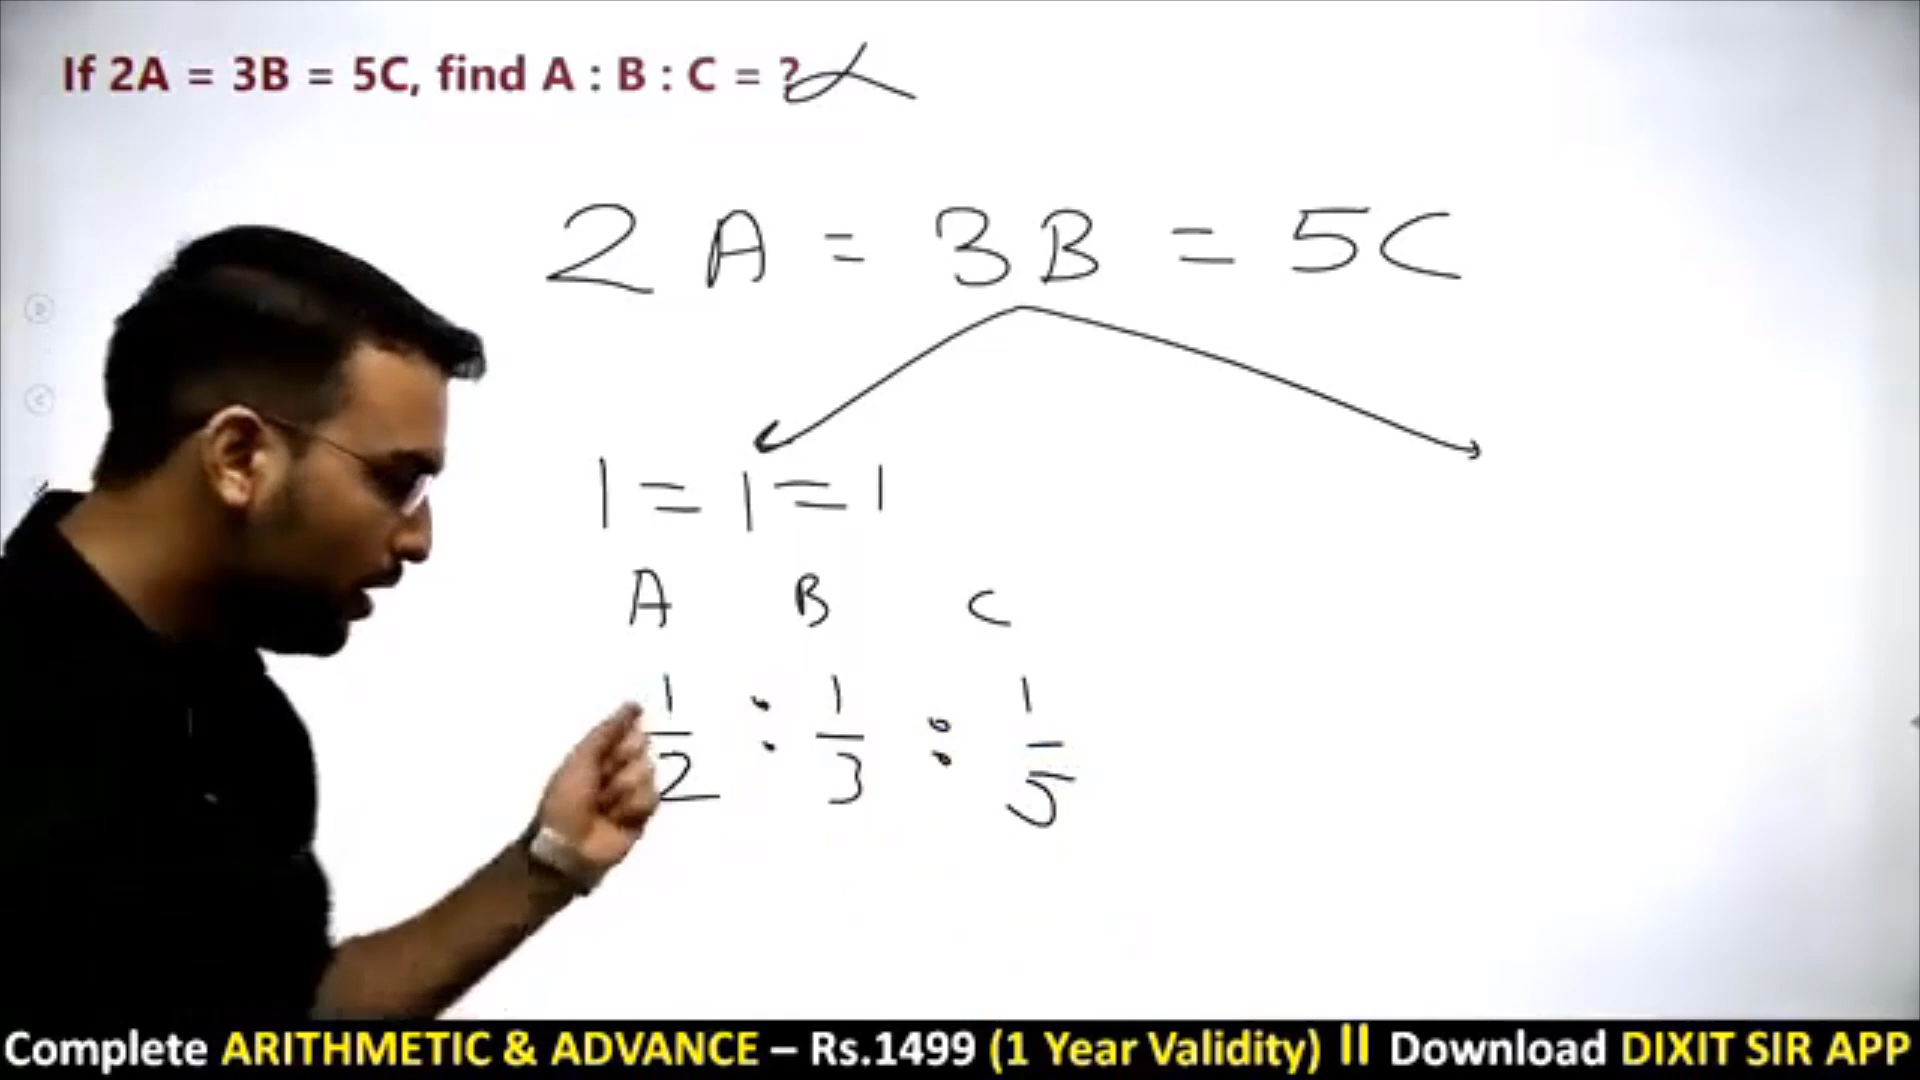 If 2A = 3B = 5C, find A : B : C = ?
2A = 3B = 5C
1 = 1 = 1
A B C
1/2 : 1/3 : 1/5
Complete ARITHMETIC & ADVANCE – Rs.1499 (1 Year Validity) || Download DIXIT SIR APP